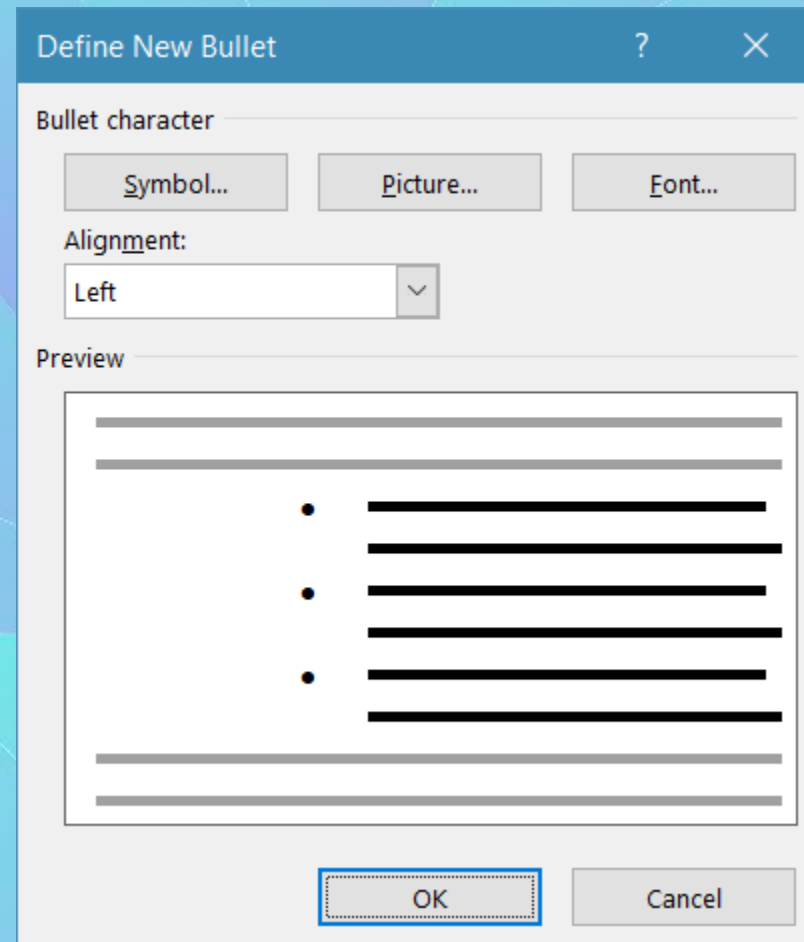 Define New Bullet ?
Bullet character
Symbol... Picture... Font...
Alignment:
Left
Preview
OK Cancel